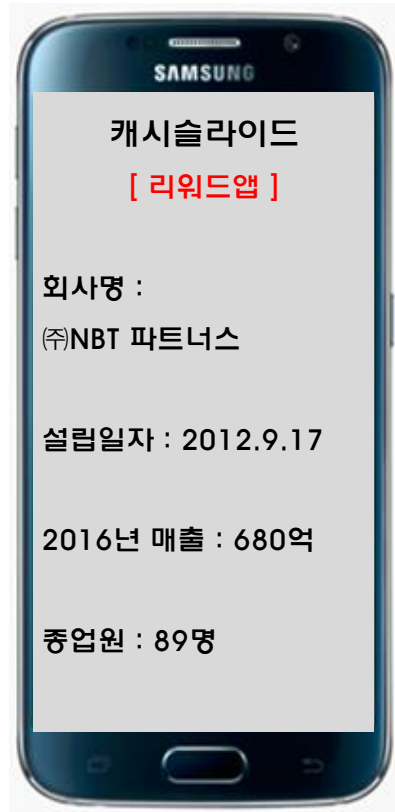 SAMSUNG
캐시슬라이드
[ 리워드앱 ]
회사명 :
㈜NBT 파트너스
설립일자 : 2012.9.17
2016년 매출 : 680억
종업원 : 89명